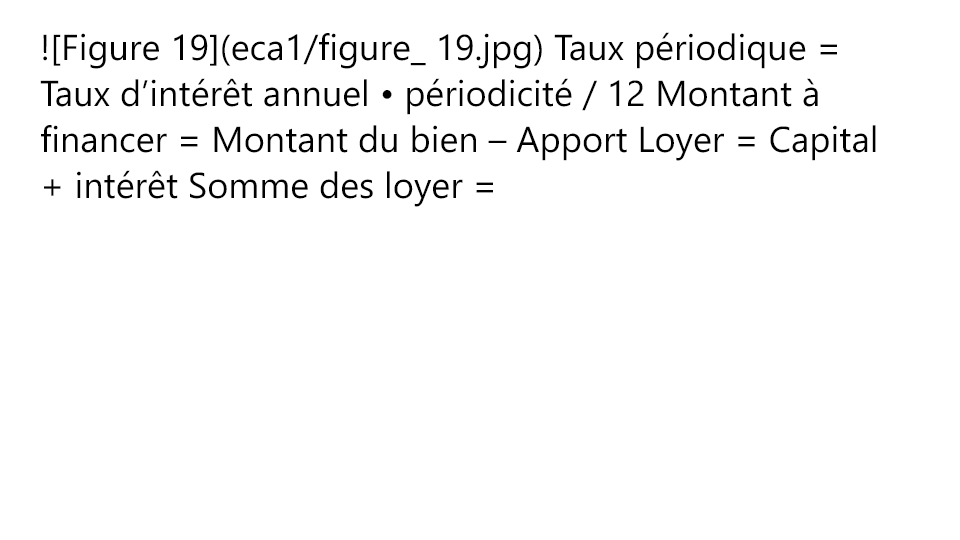 ![Figure 19](eca1/figure_ 19.jpg) Taux périodique =
Taux d’intérêt annuel • périodicité / 12 Montant à
financer = Montant du bien – Apport Loyer = Capital
+ intérêt Somme des loyer =